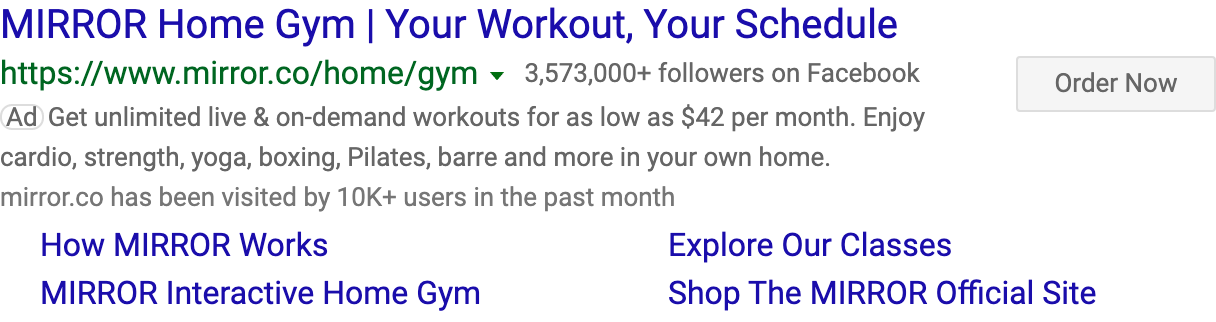 MIRROR Home Gym | Your Workout, Your Schedule
https://www.mirror.co/home/gym 3,573,000+ followers on Facebook
Order Now
Ad Get unlimited live & on-demand workouts for as low as $42 per month. Enjoy
cardio, strength, yoga, boxing, Pilates, barre and more in your own home.
mirror.co has been visited by 10K+ users in the past month
How MIRROR Works
Explore Our Classes
MIRROR Interactive Home Gym
Shop The MIRROR Official Site